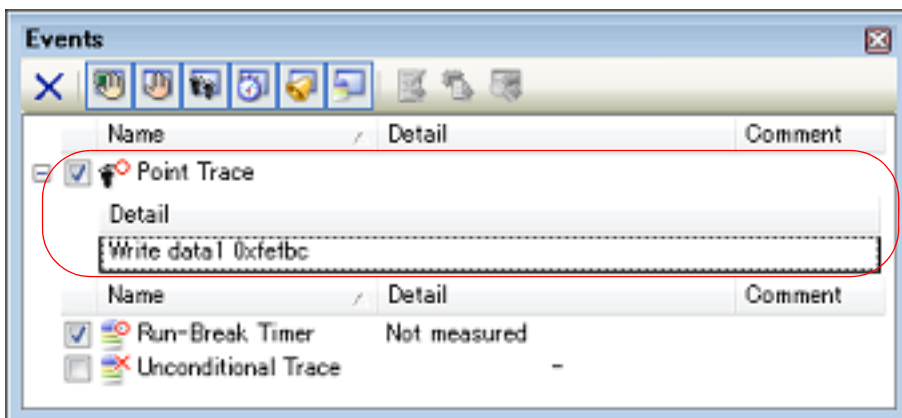 Events
Name Detail Comment
Point Trace
Detail
Write data1 0xfefbc
Name Detail Comment
Run-Break Timer Not measured
Unconditional Trace -